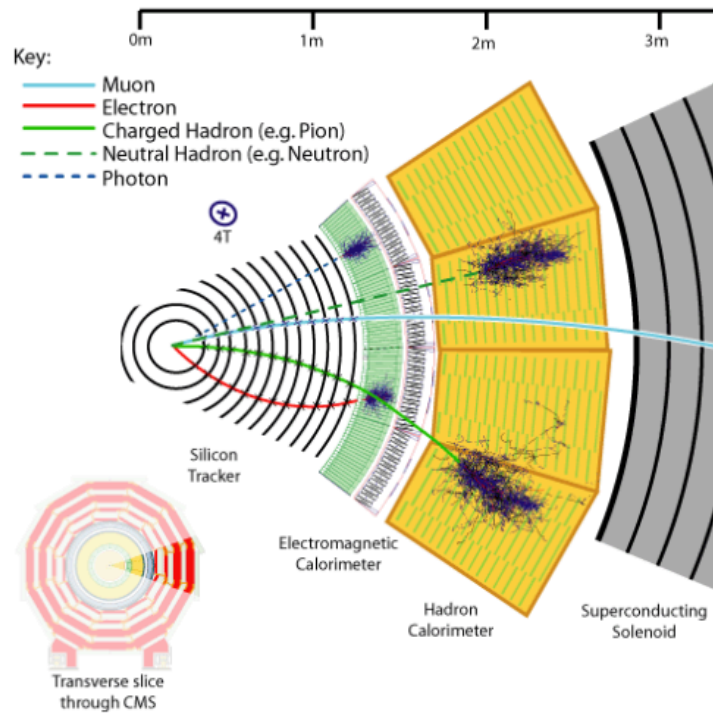 0m 1m 2m 3m
Key:
Muon
Electron
Charged Hadron (e.g. Pion)
Neutral Hadron (e.g. Neutron)
Photon
4T
Silicon
Tracker
Electromagnetic
Calorimeter
Hadron
Calorimeter
Superconducting
Solenoid
Transverse slice
through CMS